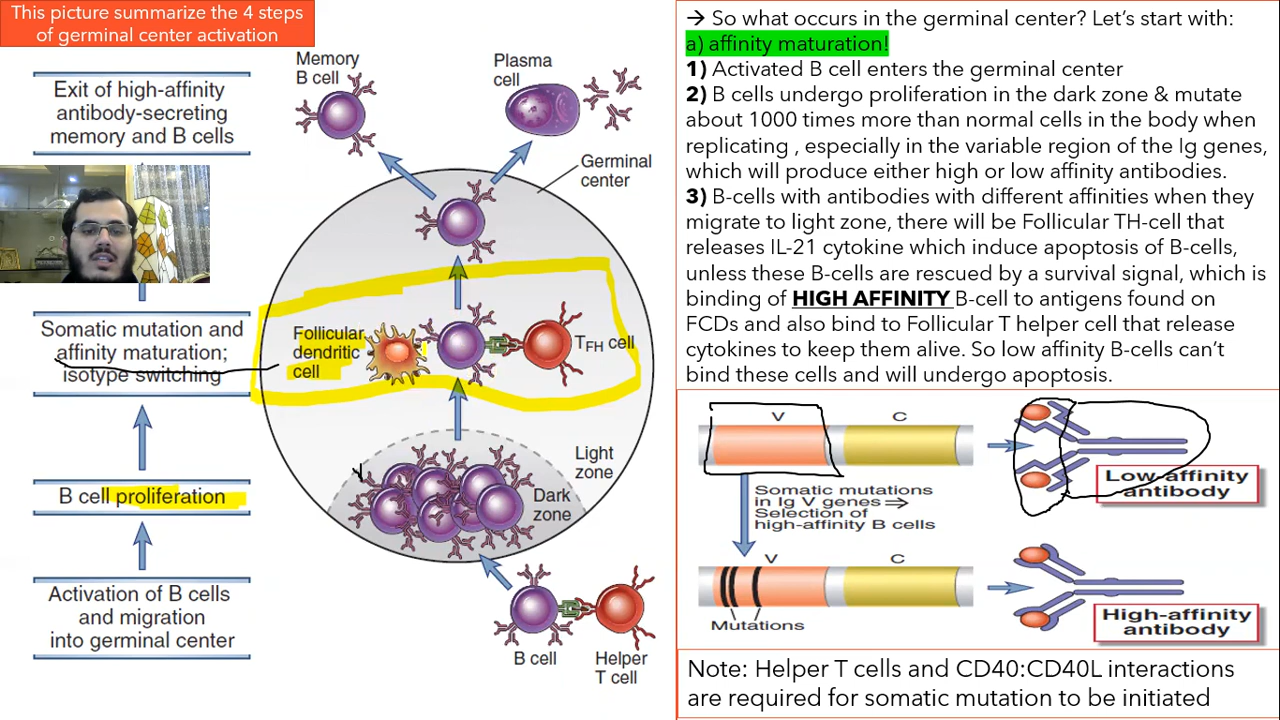 This picture summarize the 4 steps
of germinal center activation
Exit of high-affinity
antibody-secreting
memory and B cells
Somatic mutation and
affinity maturation;
isotype switching
B cell proliferation
Activation of B cells
and migration
into germinal center
Memory
B cell
Plasma
cell
Germinal
center
Follicular
dendritic
cell
TFH cell
Light
zone
Dark
zone
B cell
Helper
T cell
→ So what occurs in the germinal center? Let's start with:
a) affinity maturation!
1) Activated B cell enters the germinal center
2) B cells undergo proliferation in the dark zone & mutate
about 1000 times more than normal cells in the body when
replicating , especially in the variable region of the Ig genes,
which will produce either high or low affinity antibodies.
3) B-cells with antibodies with different affinities when they
migrate to light zone, there will be Follicular TH-cell that
releases IL-21 cytokine which induce apoptosis of B-cells,
unless these B-cells are rescued by a survival signal, which is
binding of HIGH AFFINITY B-cell to antigens found on
FCDs and also bind to Follicular T helper cell that release
cytokines to keep them alive. So low affinity B-cells can't
bind these cells and will undergo apoptosis.
V C
Low-affinity
antibody
Somatic mutations
in Ig V genes ⇒
Selection of
high-affinity B cells
V C
Mutations
High-affinity
antibody
Note: Helper T cells and CD40:CD40L interactions
are required for somatic mutation to be initiated